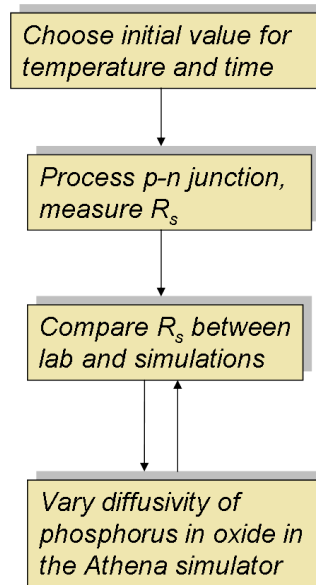 Choose initial value for
temperature and time
Process p-n junction,
measure Rs
Compare Rs between
lab and simulations
Vary diffusivity of
phosphorus in oxide in
the Athena simulator